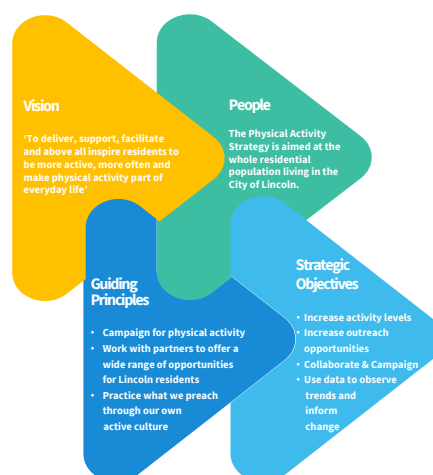 Vision
‘To deliver, support, facilitate
and above all inspire residents to
be more active, more often and
make physical activity part of
everyday life’
People
The Physical Activity
Strategy is aimed at the
whole residential
population living in the
City of Lincoln.
Guiding
Principles
• Campaign for physical activity
• Work with partners to offer a
wide range of opportunities
for Lincoln residents
• Practice what we preach
through our own
active culture
Strategic
Objectives
• Increase activity levels
• Increase outreach
opportunities
• Collaborate & Campaign
• Use data to observe
trends and
inform
change